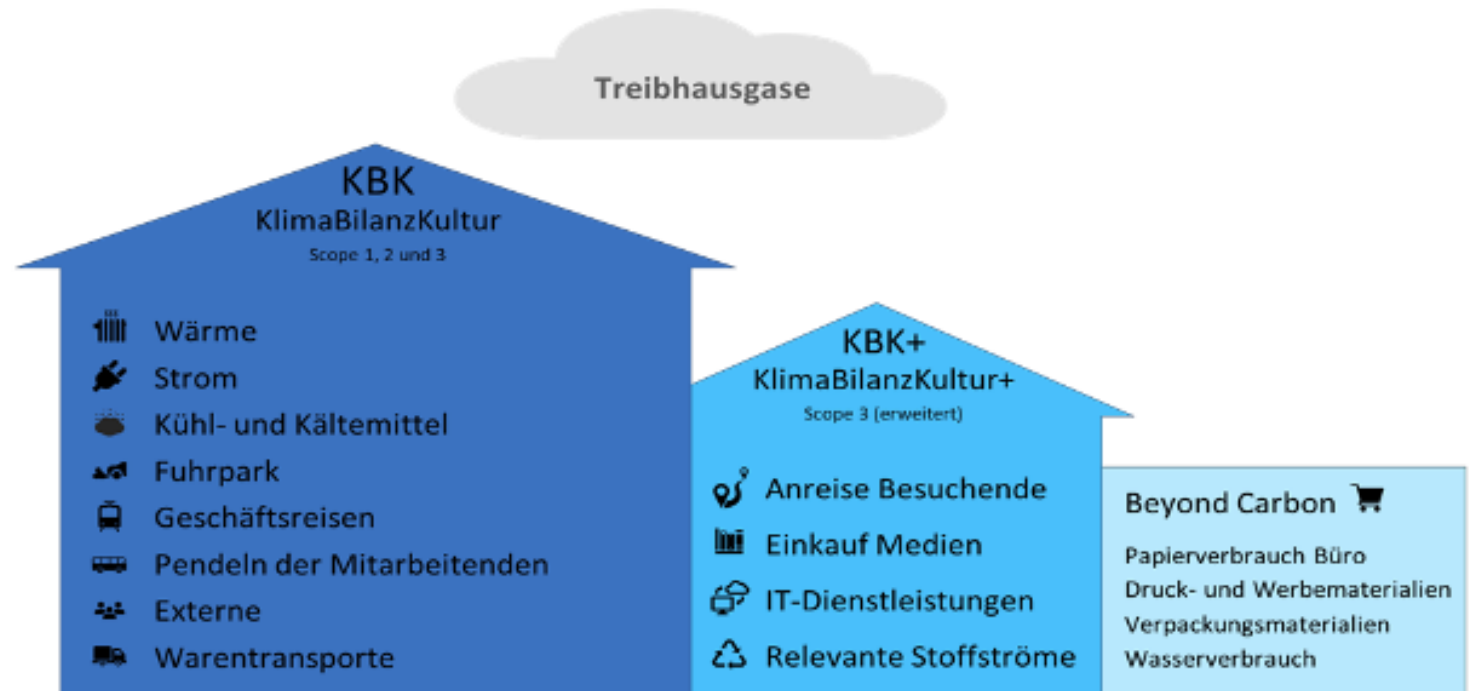 Treibhausgase
KBK
KlimaBilanzKultur
Scope 1, 2 und 3
Wärme
Strom
Kühl- und Kältemittel
Fuhrpark
Geschäftsreisen
Pendeln der Mitarbeitenden
Externe
Warentransporte
KBK+
KlimaBilanzKultur+
Scope 3 (erweitert)
Anreise Besuchende
Einkauf Medien
IT-Dienstleistungen
Relevante Stoffströme
Beyond Carbon
Papierverbrauch Büro
Druck- und Werbematerialien
Verpackungsmaterialien
Wasserverbrauch